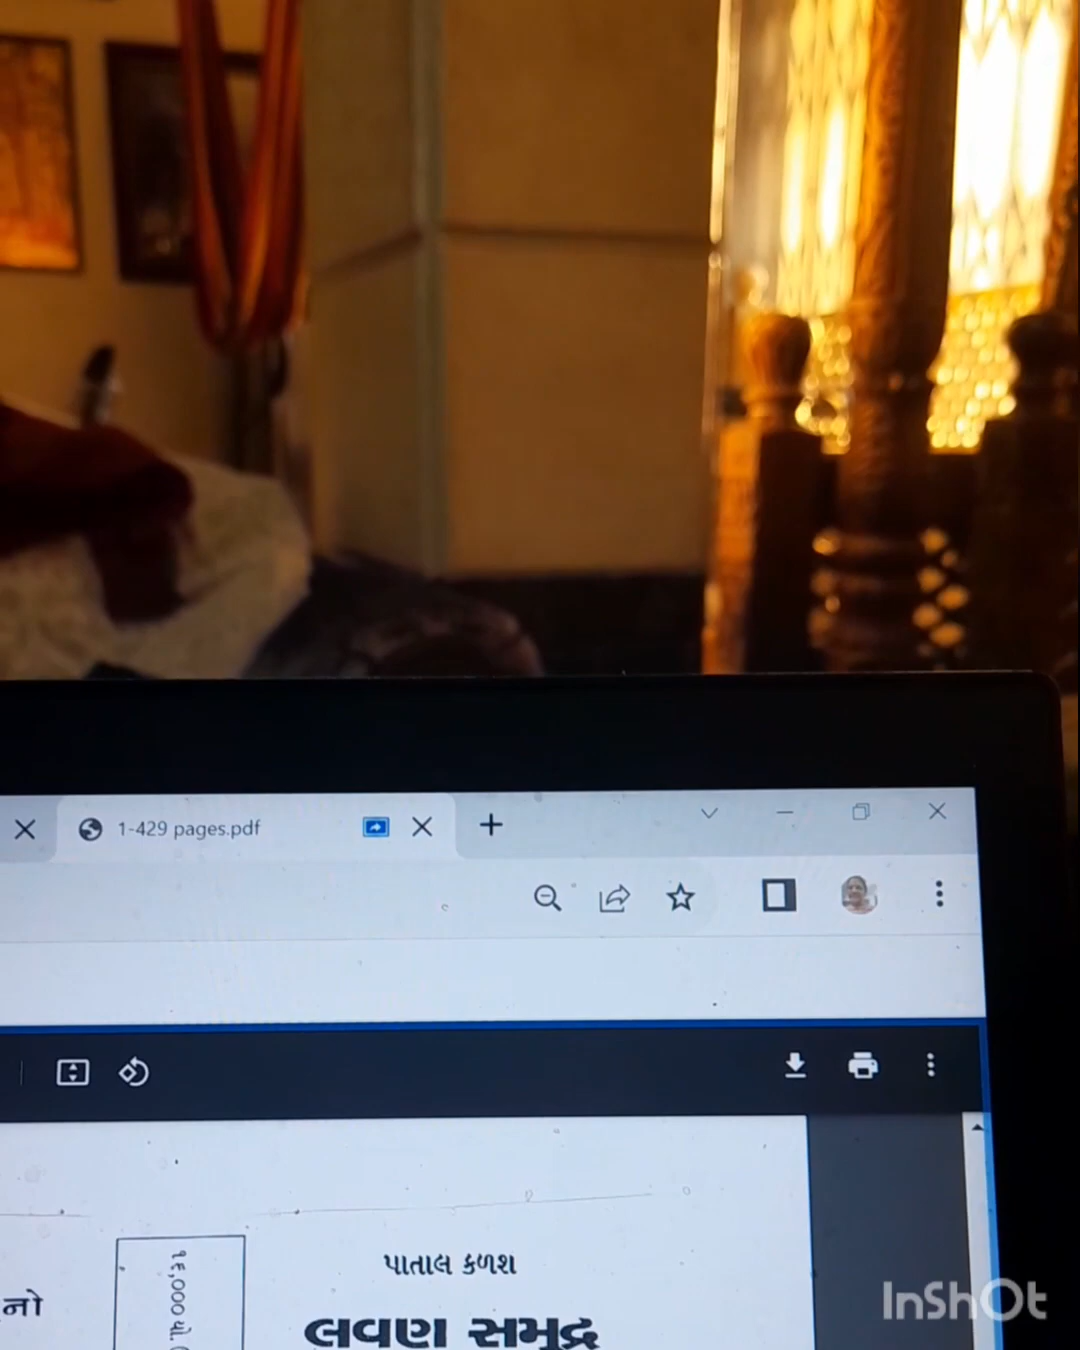 1-429 pages.pdf
પાતાલ કળશ
૧૬,૦૦૦ યો.
નો
લવણ સમુદ્ર
InShOt